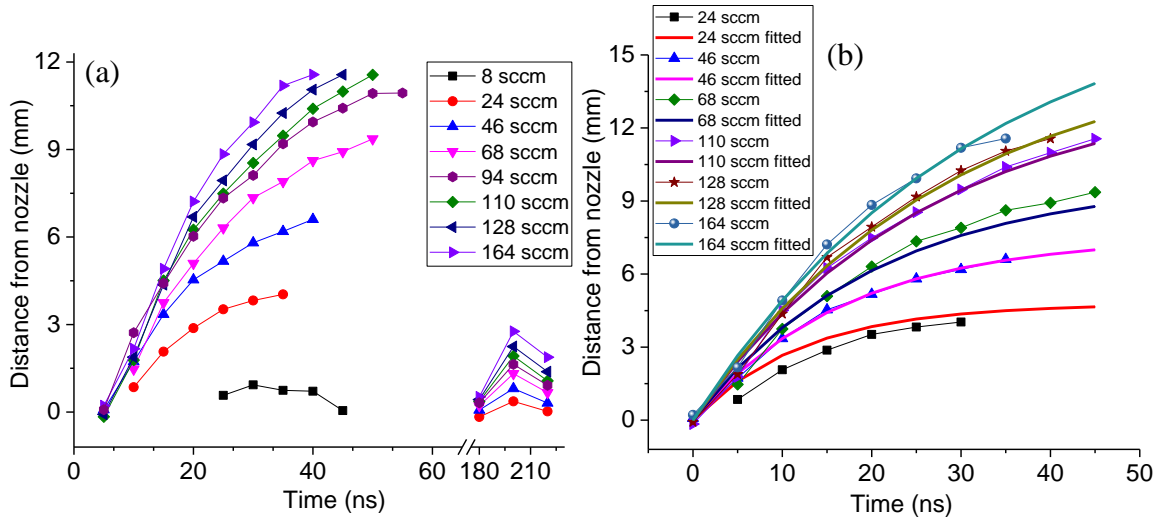 (a)
Distance from nozzle (mm)
12
9
6
3
0
0
20
40
60
180
210
Time (ns)
8 sccm
24 sccm
46 sccm
68 sccm
94 sccm
110 sccm
128 sccm
164 sccm
(b)
Distance from nozzle (mm)
15
12
9
6
3
0
0
10
20
30
40
50
Time (ns)
24 sccm
24 sccm fitted
46 sccm
46 sccm fitted
68 sccm
68 sccm fitted
110 sccm
110 sccm fitted
128 sccm
128 sccm fitted
164 sccm
164 sccm fitted